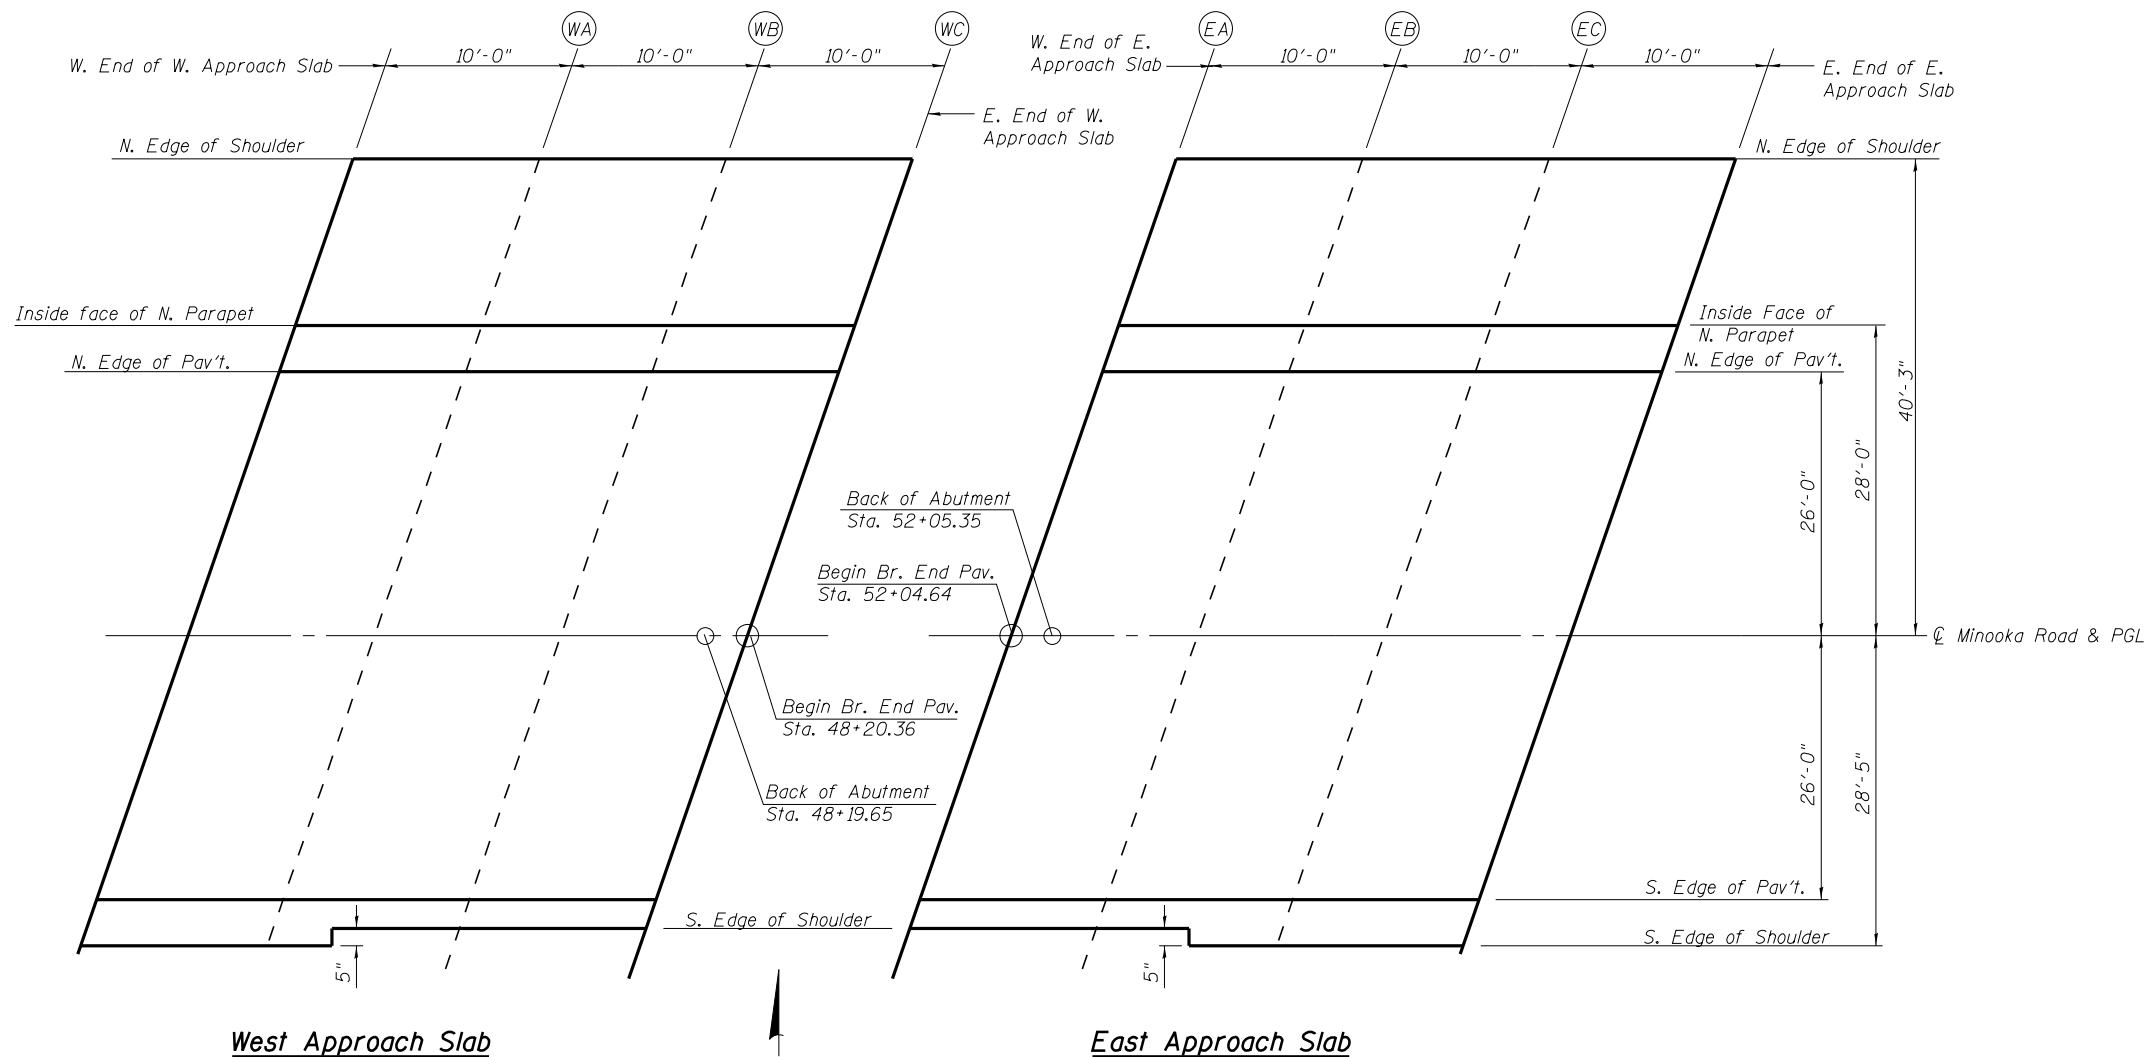 WA
WB
WC
EA
EB
EC
W. End of W. Approach Slab
10'-0"
10'-0"
10'-0"
W. End of E.
Approach Slab
10'-0"
10'-0"
10'-0"
E. End of E.
Approach Slab
E. End of W.
Approach Slab
N. Edge of Shoulder
N. Edge of Shoulder
Inside face of N. Parapet
Inside Face of
N. Parapet
N. Edge of Pav't.
N. Edge of Pav't.
40'-3"
28'-0"
26'-0"
Back of Abutment
Sta. 52+05.35
Begin Br. End Pav.
Sta. 52+04.64
℄ Minooka Road & PGL
Begin Br. End Pav.
Sta. 48+20.36
Back of Abutment
Sta. 48+19.65
26'-0"
28'-5"
S. Edge of Pav't.
S. Edge of Shoulder
S. Edge of Shoulder
5"
5"
West Approach Slab
East Approach Slab